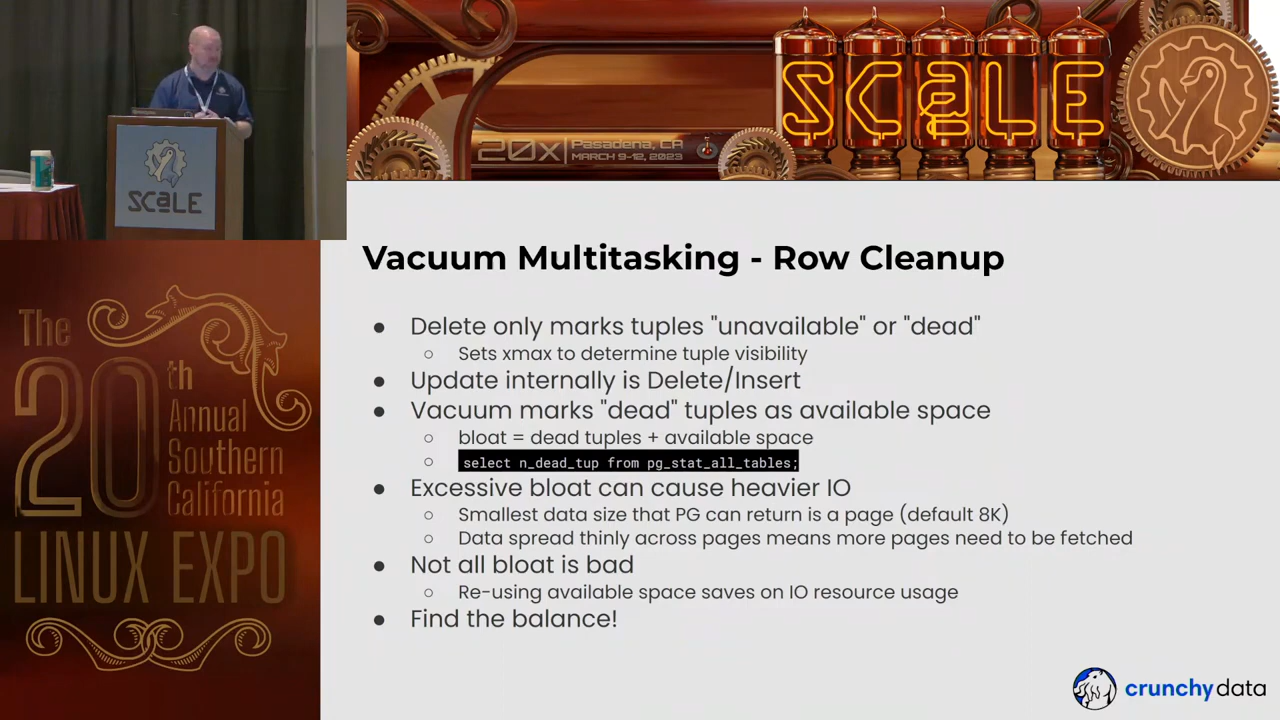 SCaLE
20x
Pasadena, CA
MARCH 9-12, 2023
SCaLE
The
20th
Annual
Southern
California
LINUX EXPO
Vacuum Multitasking - Row Cleanup
● Delete only marks tuples "unavailable" or "dead"
○ Sets xmax to determine tuple visibility
● Update internally is Delete/Insert
● Vacuum marks "dead" tuples as available space
○ bloat = dead tuples + available space
○ select n_dead_tup from pg_stat_all_tables;
● Excessive bloat can cause heavier IO
○ Smallest data size that PG can return is a page (default 8K)
○ Data spread thinly across pages means more pages need to be fetched
● Not all bloat is bad
○ Re-using available space saves on IO resource usage
● Find the balance!
crunchydata